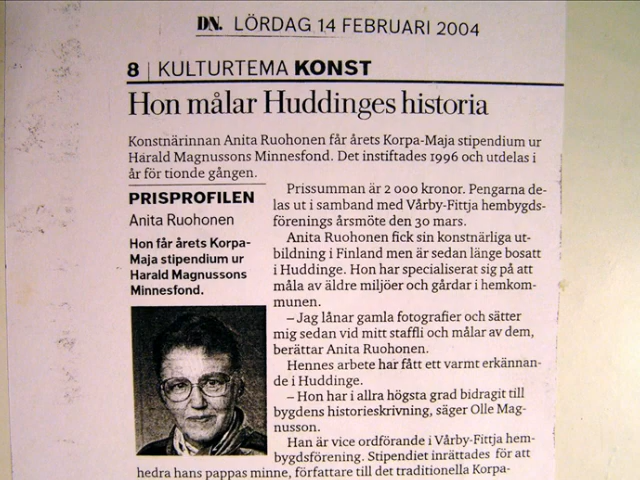 DN. LÖRDAG 14 FEBRUARI 2004
8 | KULTURTEMA KONST
Hon målar Huddinges historia
Konstnärinnan Anita Ruohonen får årets Korpa-Maja stipendium ur
Harald Magnussons Minnesfond. Det instiftades 1996 och utdelas i
år för tionde gången.
PRISPROFILEN
Anita Ruohonen
Hon får årets Korpa-
Maja stipendium ur
Harald Magnussons
Minnesfond.
Prissumman är 2 000 kronor. Pengarna de-
las ut i samband med Vårby-Fittja hembygds-
förenings årsmöte den 30 mars.
Anita Ruohonen fick sin konstnärliga ut-
bildning i Finland men är sedan länge bosatt
i Huddinge. Hon har specialiserat sig på att
måla av äldre miljöer och gårdar i hemkom-
munen.
– Jag lånar gamla fotografier och sätter
mig sedan vid mitt staffli och målar av dem,
berättar Anita Ruohonen.
Hennes arbete har fått ett varmt erkännan-
de i Huddinge.
– Hon har i allra högsta grad bidragit till
bygdens historieskrivning, säger Olle Mag-
nusson.
Han är vice ordförande i Vårby-Fittja hem-
bygdsförening. Stipendiet inrättades för att
hedra hans pappas minne, författare till det traditionella Korpa-